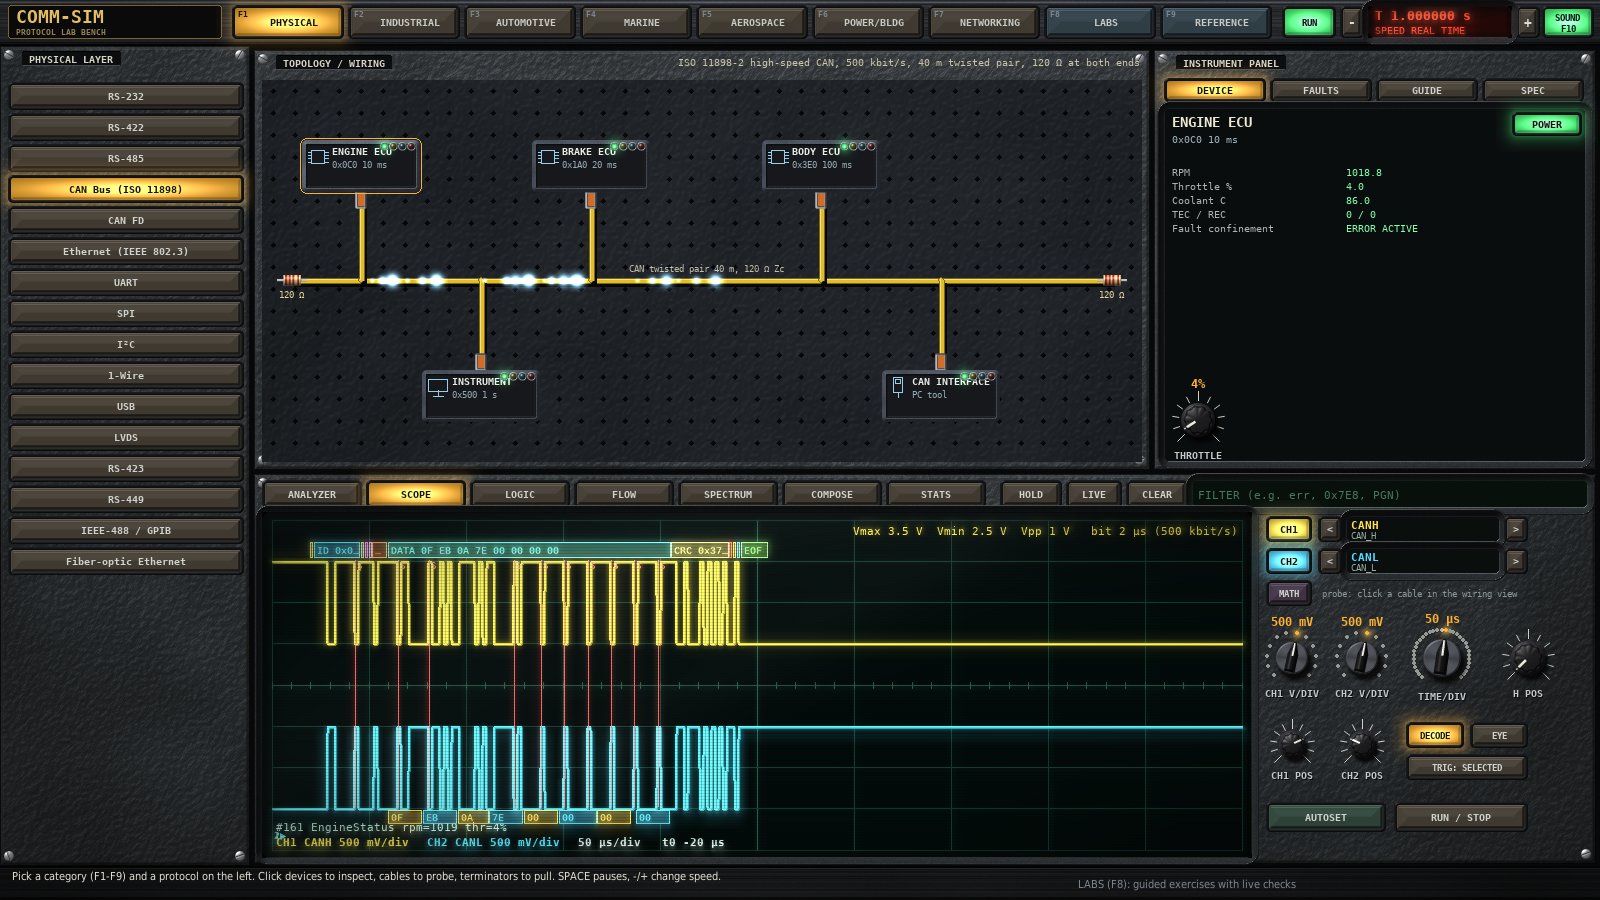 COMM-SIM
PROTOCOL LAB BENCH
F1 PHYSICAL
F2 INDUSTRIAL
F3 AUTOMOTIVE
F4 MARINE
F5 AEROSPACE
F6 POWER/BLDG
F7 NETWORKING
F8 LABS
F9 REFERENCE
RUN
-
T 1.000000 s
SPEED REAL TIME
+
SOUND
F10
PHYSICAL LAYER
RS-232
RS-422
RS-485
CAN Bus (ISO 11898)
CAN FD
Ethernet (IEEE 802.3)
UART
SPI
I²C
1-Wire
USB
LVDS
RS-423
RS-449
IEEE-488 / GPIB
Fiber-optic Ethernet
TOPOLOGY / WIRING
ISO 11898-2 high-speed CAN, 500 kbit/s, 40 m twisted pair, 120 Ω at both ends
ENGINE ECU
0x0C0 10 ms
BRAKE ECU
0x1A0 20 ms
BODY ECU
0x3E0 100 ms
CAN twisted pair 40 m, 120 Ω Zc
120 Ω
120 Ω
INSTRUMENT
0x500 1 s
CAN INTERFACE
PC tool
INSTRUMENT PANEL
DEVICE
FAULTS
GUIDE
SPEC
ENGINE ECU
0x0C0 10 ms
POWER
RPM 1018.8
Throttle % 4.0
Coolant C 86.0
TEC / REC 0 / 0
Fault confinement ERROR ACTIVE
4%
THROTTLE
ANALYZER
SCOPE
LOGIC
FLOW
SPECTRUM
COMPOSE
STATS
HOLD
LIVE
CLEAR
FILTER (e.g. err, 0x7E8, PGN)
Vmax 3.5 V Vmin 2.5 V Vpp 1 V bit 2 µs (500 kbit/s)
ID 0x0…
DATA 0F EB 0A 7E 00 00 00 00
CRC 0x37…
EOF
0F EB 0A 7E 00 00 00 00
#161 EngineStatus rpm=1019 thr=4%
CH1 CANH 500 mV/div CH2 CANL 500 mV/div 50 µs/div t0 -20 µs
CH1
<
CANH
CAN_H
>
CH2
<
CANL
CAN_L
>
MATH
probe: click a cable in the wiring view
500 mV
500 mV
50 µs
CH1 V/DIV
CH2 V/DIV
TIME/DIV
H POS
CH1 POS
CH2 POS
DECODE
EYE
TRIG: SELECTED
AUTOSET
RUN / STOP
Pick a category (F1-F9) and a protocol on the left. Click devices to inspect, cables to probe, terminators to pull. SPACE pauses, -/+ change speed.
LABS (F8): guided exercises with live checks